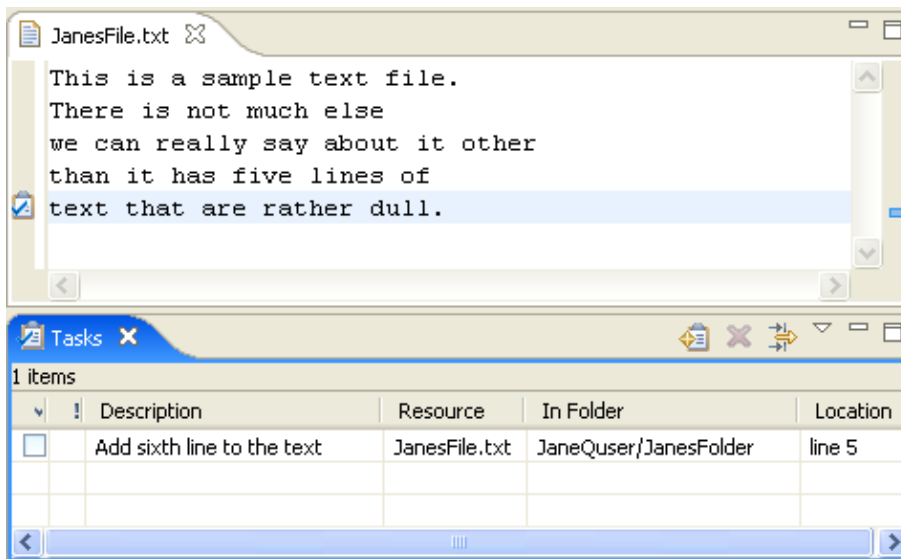 JanesFile.txt
This is a sample text file.
There is not much else
we can really say about it other
than it has five lines of
text that are rather dull.
Tasks
1 items
! Description Resource In Folder Location
Add sixth line to the text JanesFile.txt JaneQuser/JanesFolder line 5